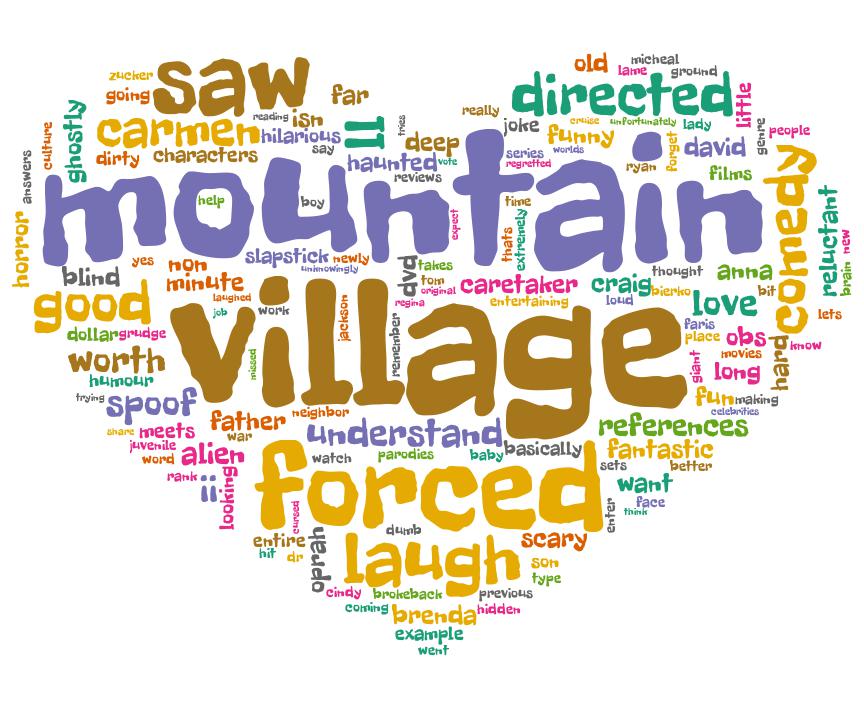 zucker
saw
far
old
micheal
lame
ground
going
directed
little
culture
ghostly
carmen
reading
isn
II
tries
really
joke
cruise
unfortunately
lady
genre
people
hilarious
say
deep
funny
forget
david
dirty
characters
haunted
vote
series
worlds
regretted
ryan
films
comedy
answers
reviews
horror
mountain
help
boy
expect
time
thats
extremely
reluctant
new
brain
yes
non
slapstick
newly
unknowingly
dvd
takes
thought
anna
blind
minute
tom
original
caretaker
craig
bierko
bit
good
laughed
regina
entertaining
loud
love
lets
job
work
jackson
village
remember
faris
place
obs
know
dollar
grudge
movies
hard
worth
missed
giant
long
humour
trying
spoof
fun
making
celebrities
father
neighbor
share
meets
war
understand
references
juvenile
word
alien
watch
parodies
baby
basically
fantastic
sets
better
rank
ii
looking
forced
want
face
think
cursed
enter
entire
oprah
dumb
scary
hit
dr
laugh
son
type
cindy
brokeback
previous
coming
brenda
hidden
example
went